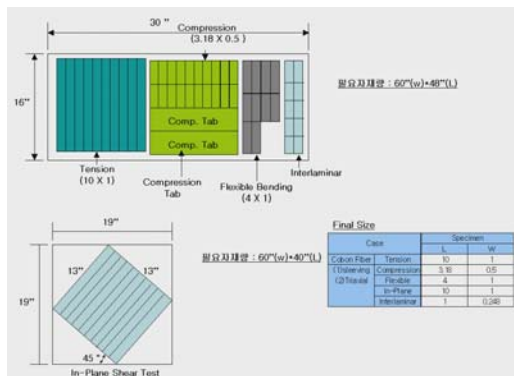 30 "
Compression
(3.18 X 0.5 )
16"
Comp. Tab
Comp. Tab
필요자재량 : 60"(w)*48"(L)
Tension
(10 X 1)
Compression
Tab
Flexible Bending
(4 X 1)
Interlaminar
19"
19"
13"
13"
45 °
In-Plane Shear Test
필요자재량 : 60"(w)*40"(L)
Final Size
Case Specimen
L W
Cabon Fiber Tension 10 1
Compression 3.18 0.5
(2)Triaxial Flexible 4 1
In-Plane 10 1
Interlaminar 1 0.248